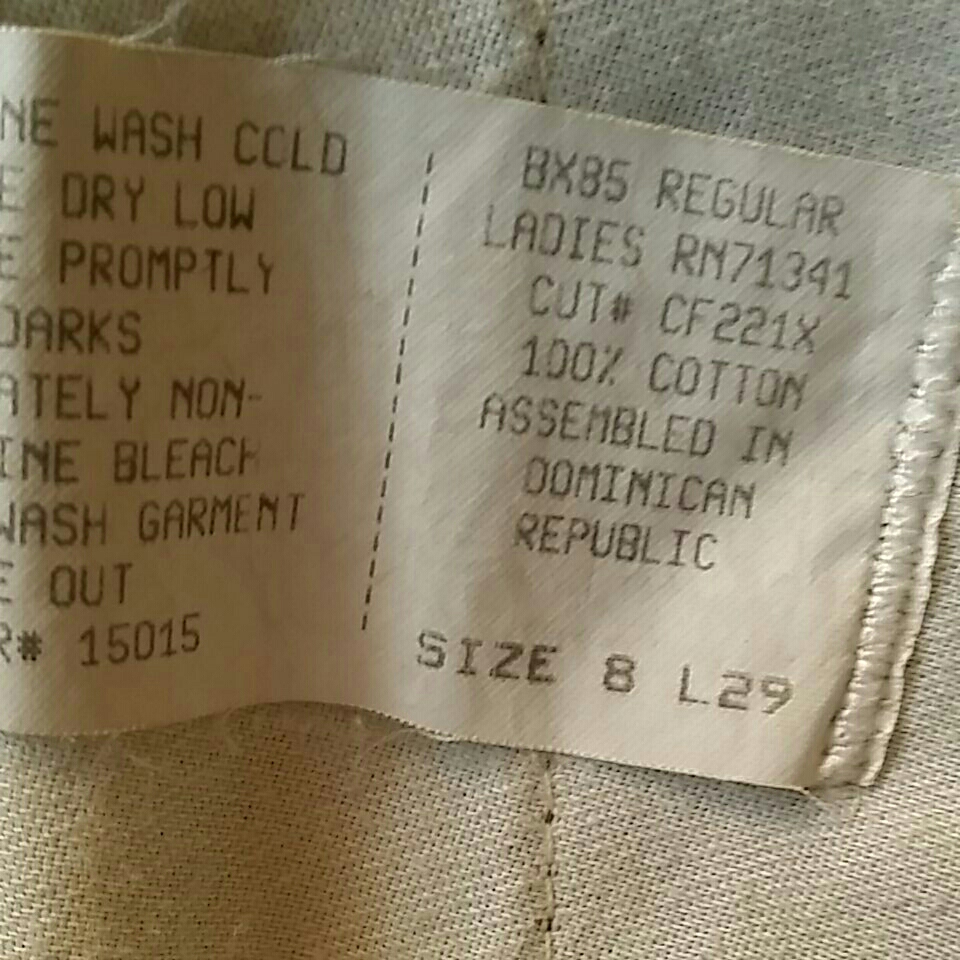 NE WASH COLD
E DRY LOW
E PROMPTLY
DARKS
ATELY NON-
INE BLEACH
WASH GARMENT
E OUT
R# 15015
BX85 REGULAR
LADIES RN71341
CUT# CF221X
100% COTTON
ASSEMBLED IN
DOMINICAN
REPUBLIC
SIZE 8 L29